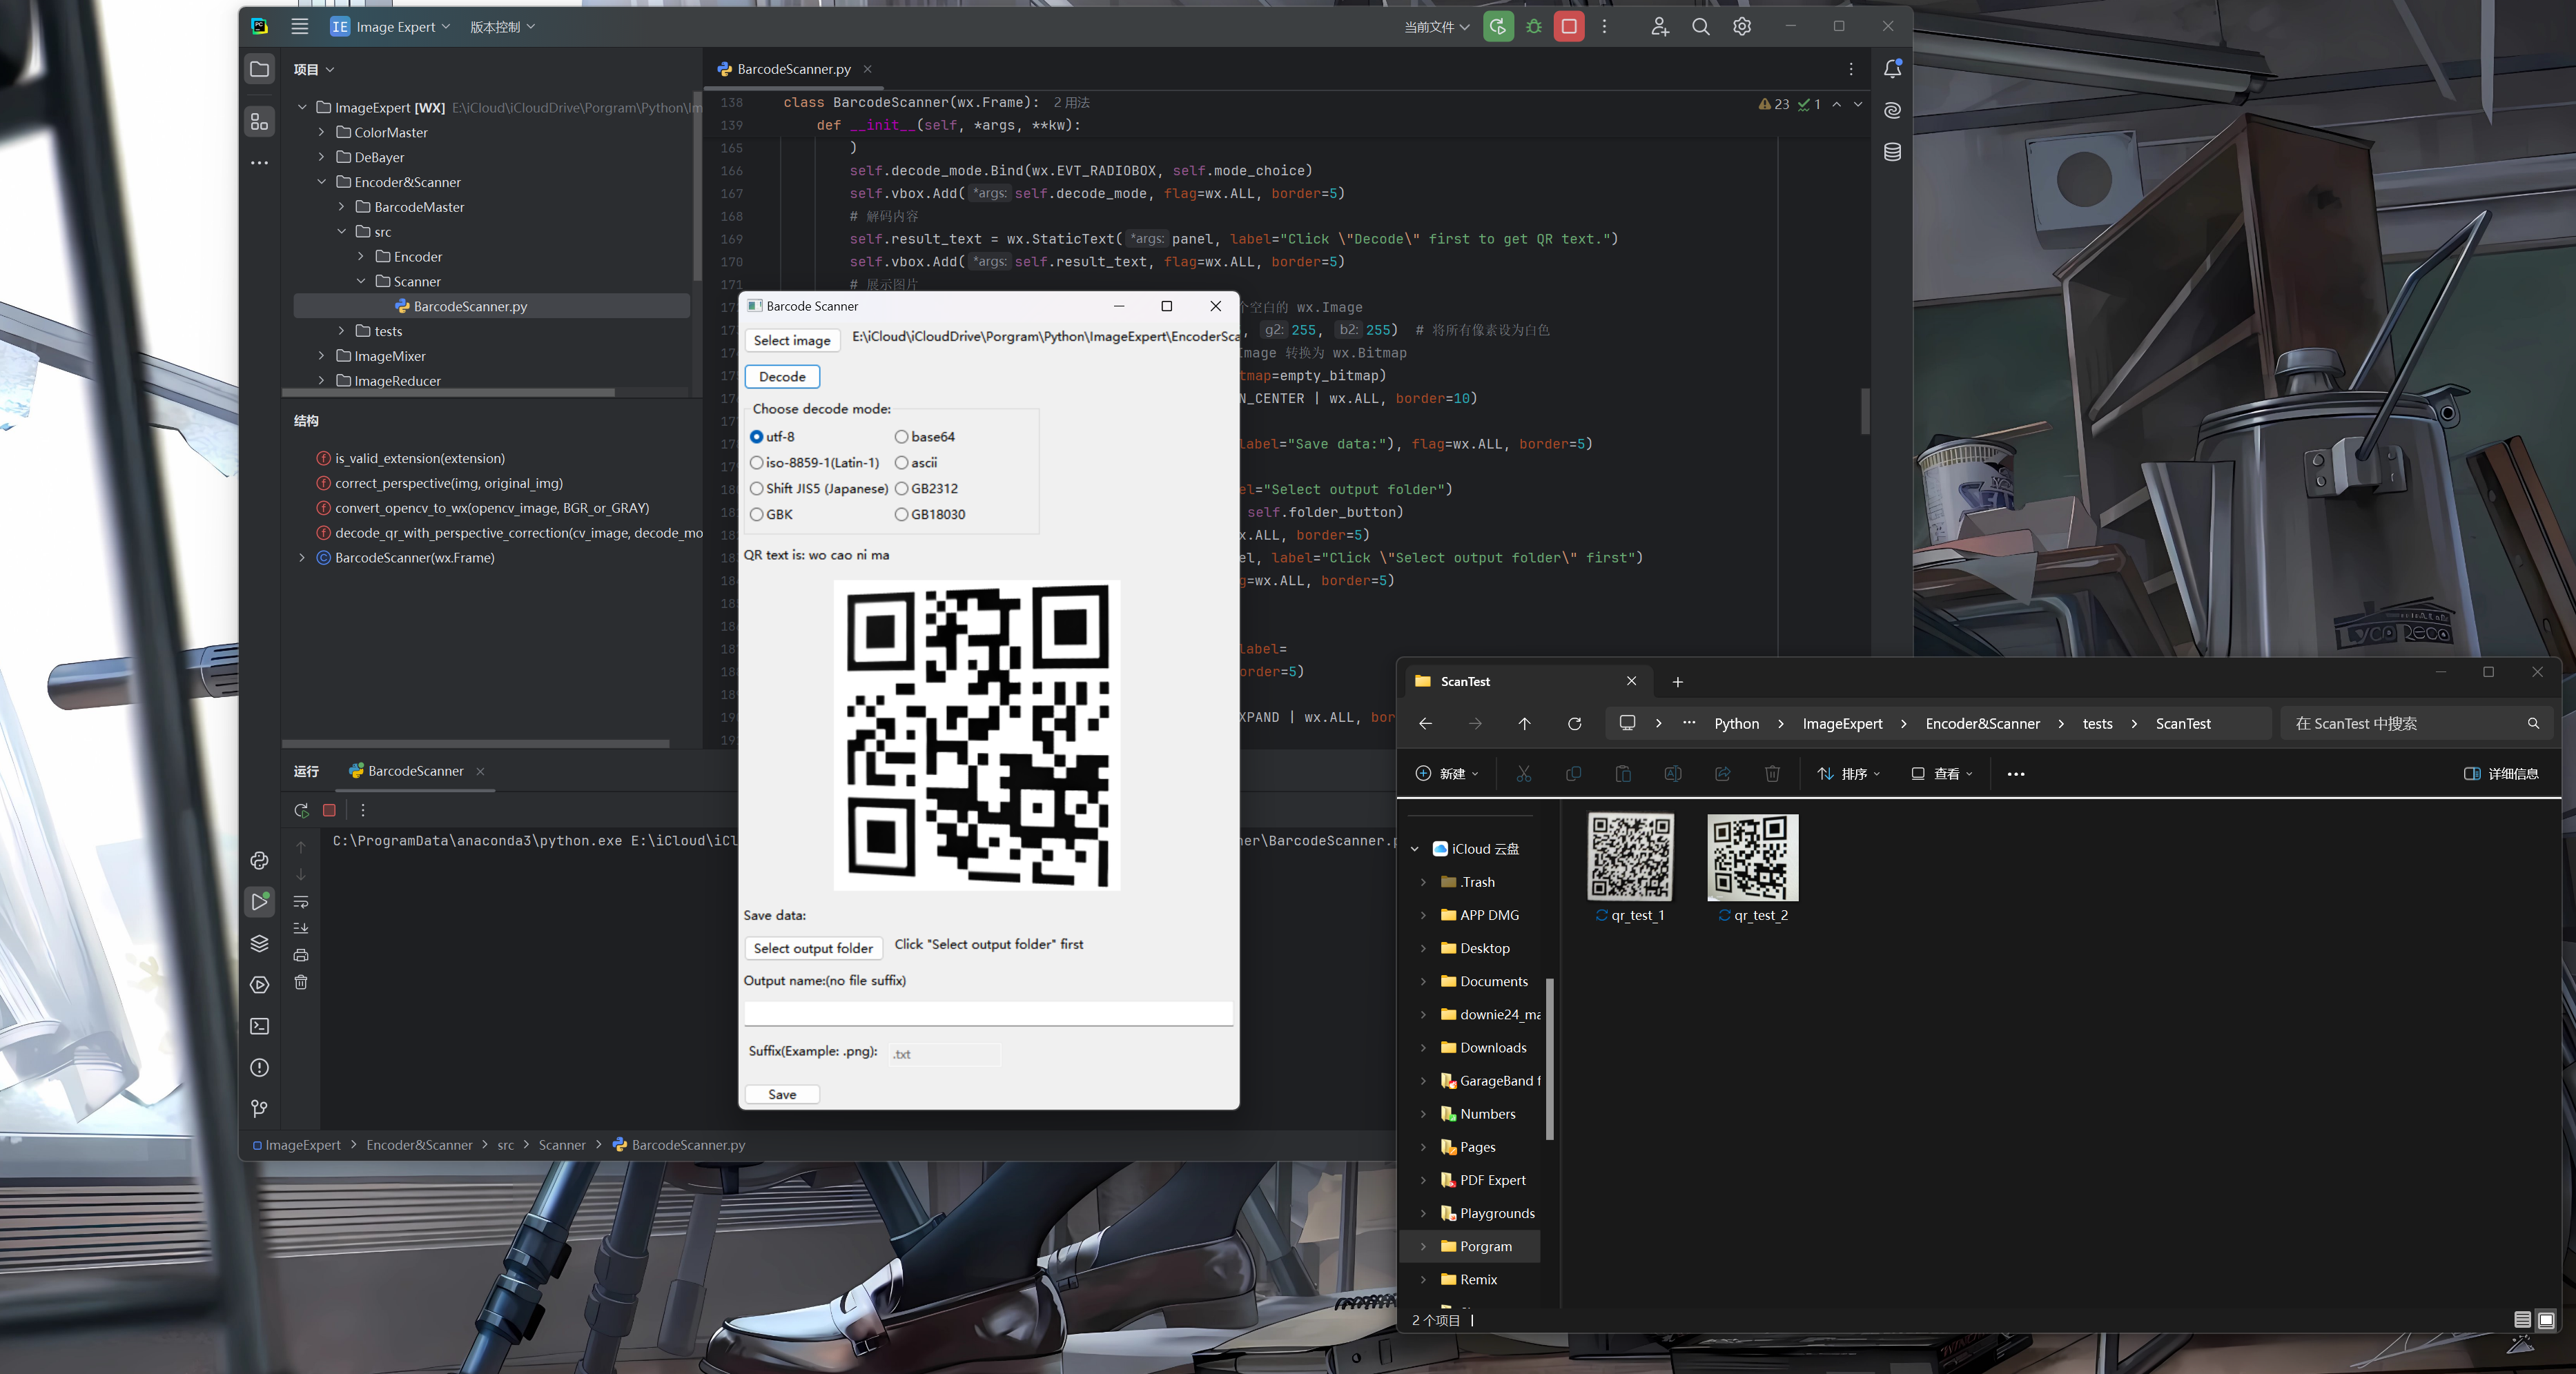 IE Image Expert 版本控制 当前文件
项目
ImageExpert [WX] E:\iCloud\iCloudDrive\Porgram\Python\Im
ColorMaster
DeBayer
Encoder&Scanner
BarcodeMaster
src
Encoder
Scanner
BarcodeScanner.py
tests
ImageMixer
ImageReducer
结构
is_valid_extension(extension)
correct_perspective(img, original_img)
convert_opencv_to_wx(opencv_image, BGR_or_GRAY)
decode_qr_with_perspective_correction(cv_image, decode_mo
BarcodeScanner(wx.Frame)
BarcodeScanner.py
23 1
138 class BarcodeScanner(wx.Frame): 2 用法
139 def __init__(self, *args, **kw):
165 )
166 self.decode_mode.Bind(wx.EVT_RADIOBOX, self.mode_choice)
167 self.vbox.Add( *args: self.decode_mode, flag=wx.ALL, border=5)
168 # 解码内容
169 self.result_text = wx.StaticText( *args: panel, label="Click \"Decode\" first to get QR text.")
170 self.vbox.Add( *args: self.result_text, flag=wx.ALL, border=5)
171 # 展示图片
个空白的 wx.Image
, g2: 255, b2: 255) # 将所有像素设为白色
Image 转换为 wx.Bitmap
tmap=empty_bitmap)
N_CENTER | wx.ALL, border=10)
label="Save data:"), flag=wx.ALL, border=5)
el="Select output folder")
self.folder_button)
x.ALL, border=5)
el, label="Click \"Select output folder\" first")
g=wx.ALL, border=5)
label=
order=5)
XPAND | wx.ALL, bor
Barcode Scanner
Select image E:\iCloud\iCloudDrive\Porgram\Python\ImageExpert\EncoderSca
Decode
Choose decode mode:
utf-8 base64
iso-8859-1(Latin-1) ascii
Shift JIS5 (Japanese) GB2312
GBK GB18030
QR text is: wo cao ni ma
Save data:
Select output folder Click "Select output folder" first
Output name:(no file suffix)
Suffix(Example: .png): .txt
Save
运行 BarcodeScanner
C:\ProgramData\anaconda3\python.exe E:\iCloud\iCl
ner\BarcodeScanner.p
ImageExpert > Encoder&Scanner > src > Scanner > BarcodeScanner.py
ScanTest
Python > ImageExpert > Encoder&Scanner > tests > ScanTest
在 ScanTest 中搜索
新建 排序 查看 详细信息
iCloud 云盘
.Trash
APP DMG
Desktop
Documents
downie24_ma
Downloads
GarageBand f
Numbers
Pages
PDF Expert
Playgrounds
Porgram
Remix
qr_test_1 qr_test_2
2 个项目
Lyco Reco